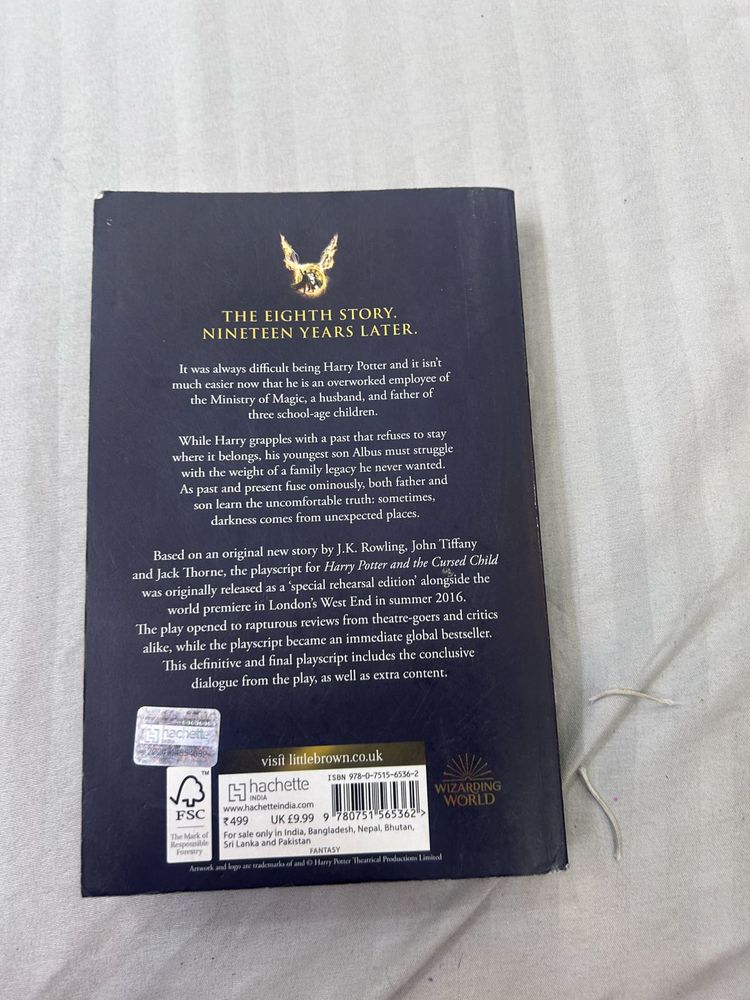 THE EIGHTH STORY.
NINETEEN YEARS LATER.
It was always difficult being Harry Potter and it isn't
much easier now that he is an overworked employee of
the Ministry of Magic, a husband, and father of
three school-age children.
While Harry grapples with a past that refuses to stay
where it belongs, his youngest son Albus must struggle
with the weight of a family legacy he never wanted.
As past and present fuse ominously, both father and
son learn the uncomfortable truth: sometimes,
darkness comes from unexpected places.
Based on an original new story by J.K. Rowling, John Tiffany
and Jack Thorne, the playscript for Harry Potter and the Cursed Child
was originally released as a 'special rehearsal edition' alongside the
world premiere in London's West End in summer 2016.
The play opened to rapturous reviews from theatre-goers and critics
alike, while the playscript became an immediate global bestseller.
This definitive and final playscript includes the conclusive
dialogue from the play, as well as extra content.
hachette
visit littlebrown.co.uk
TM
FSC
The Mark of
Responsible
Forestry
hachette
INDIA
www.hachetteindia.com
₹499 UK £9.99
For sale only in India, Bangladesh, Nepal, Bhutan,
Sri Lanka and Pakistan
FANTASY
ISBN 978-0-7515-6536-2
9 780751 565362 >
WIZARDING
WORLD
Artwork and logo are trademarks of and © Harry Potter Theatrical Productions Limited